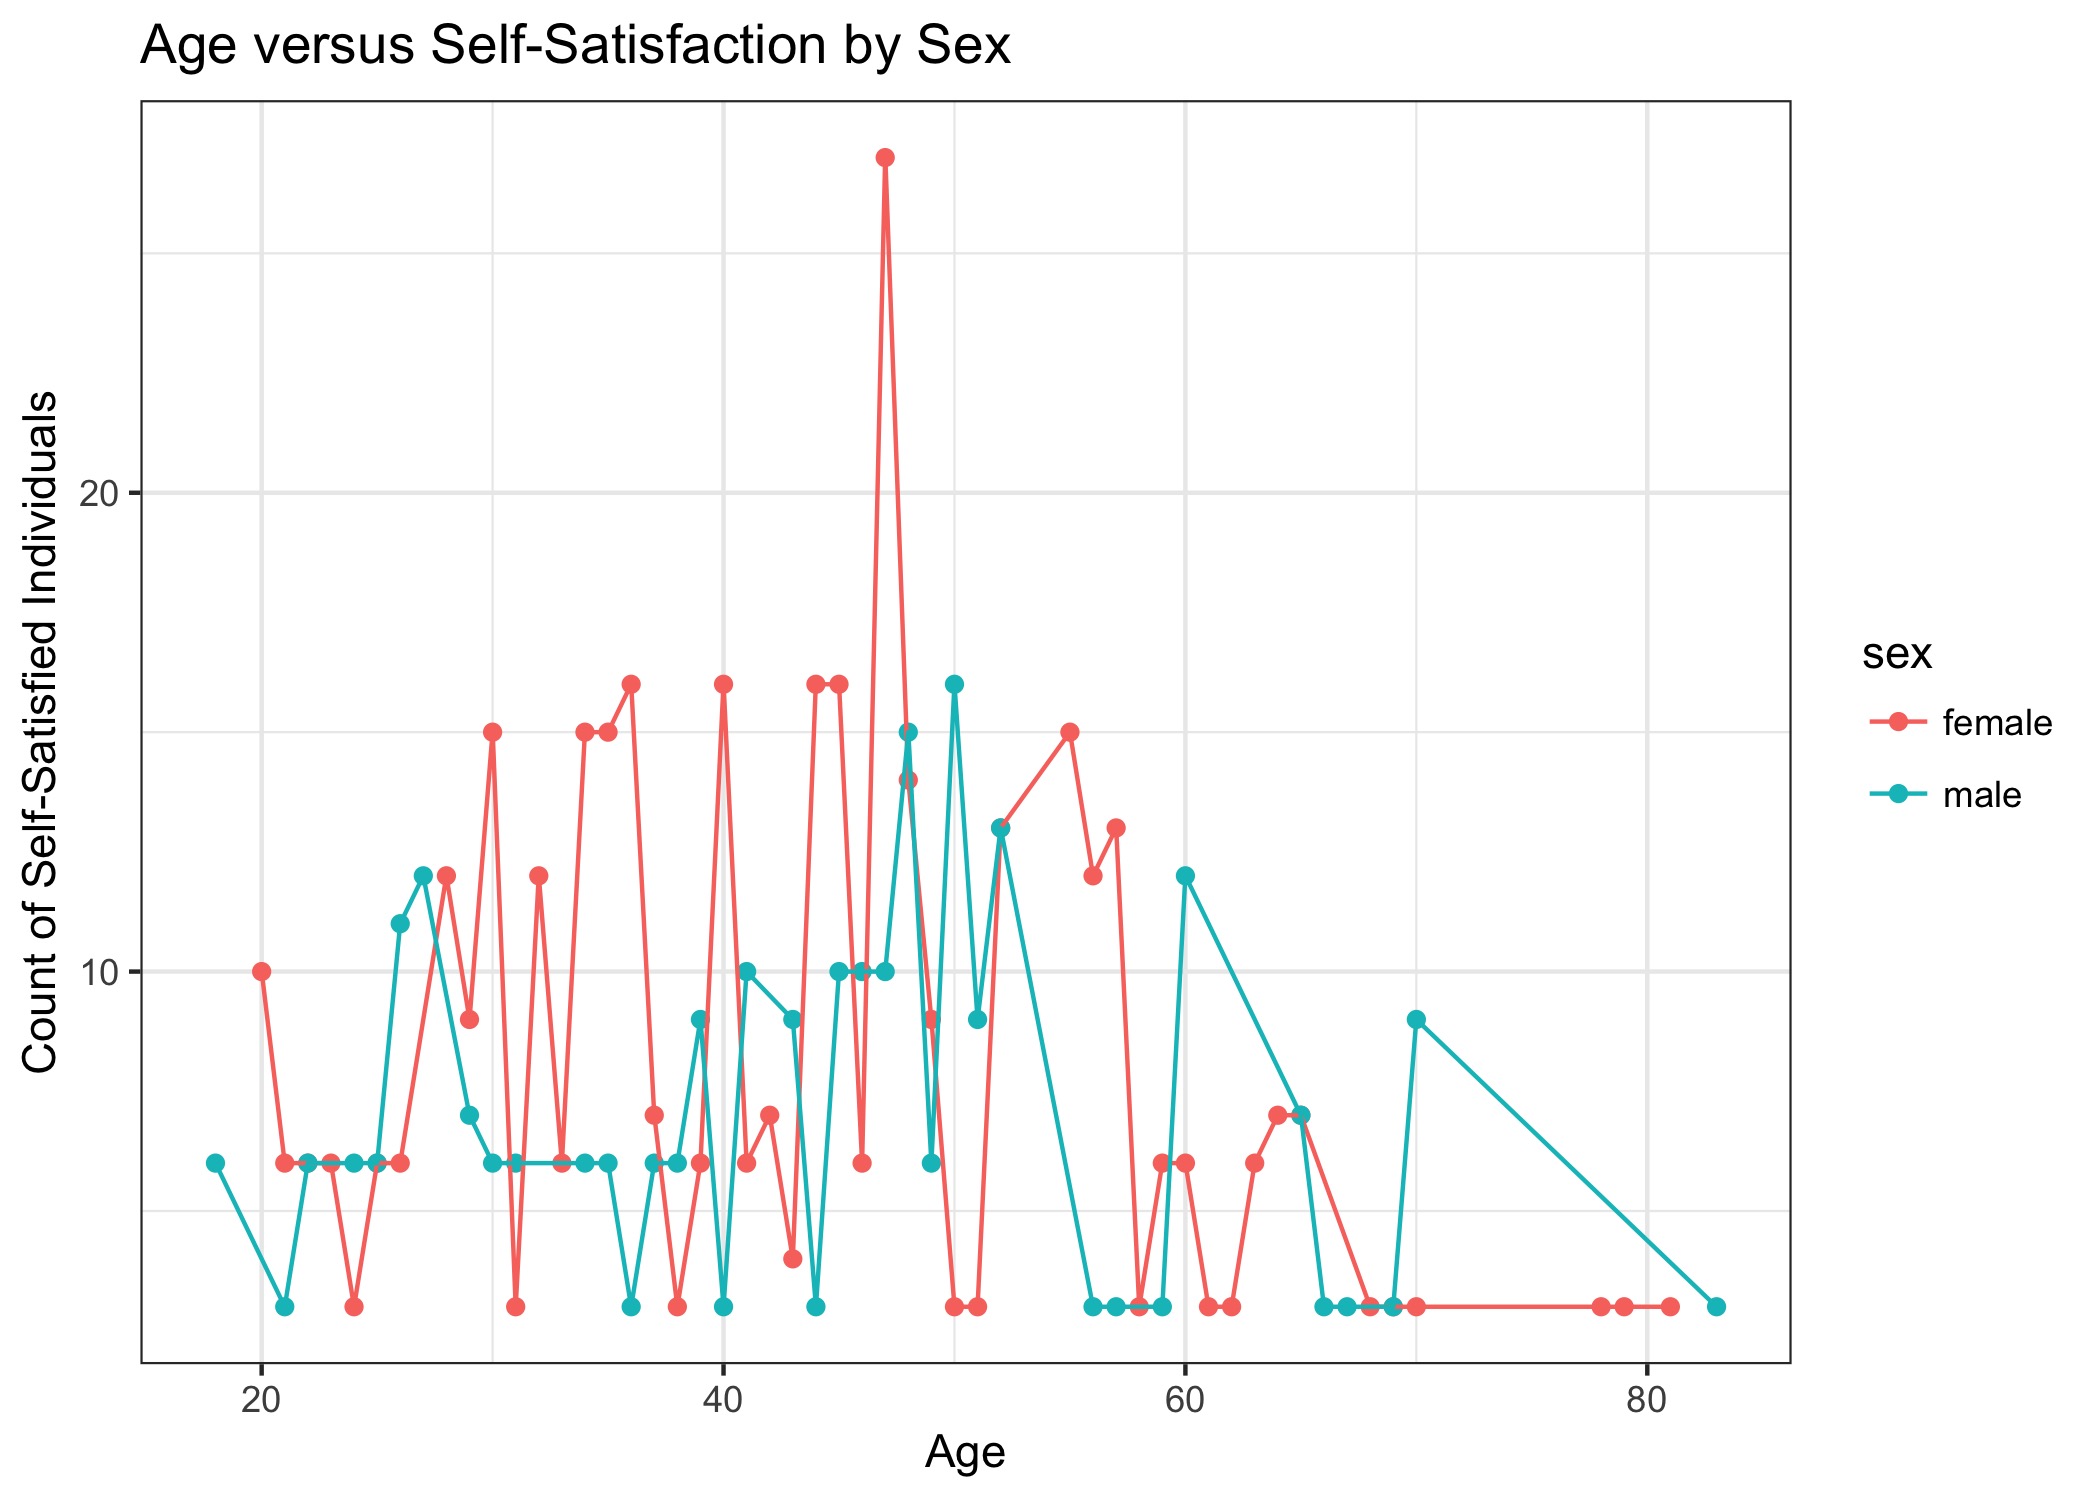 Age versus Self-Satisfaction by Sex
Count of Self-Satisfied Individuals
20
10
20
40
60
80
Age
sex
female
male